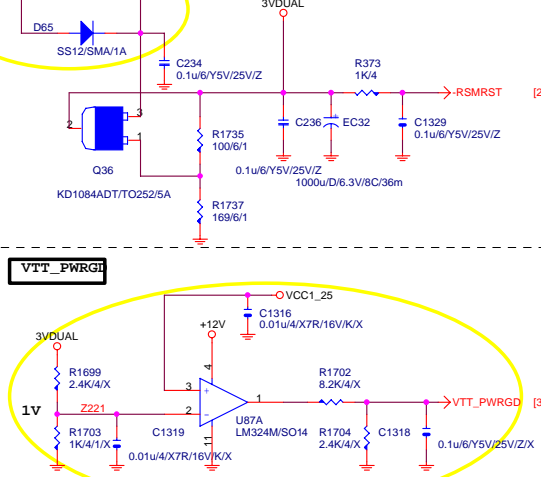 3VDUAL
D65
SS12/SMA/1A
C234
0.1u/6/Y5V/25V/Z
R373
1K/4
-RSMRST [2
2
3
1
R1735
100/6/1
C236
EC32
C1329
0.1u/6/Y5V/25V/Z
Q36
0.1u/6/Y5V/25V/Z
1000u/D/6.3V/8C/36m
KD1084ADT/TO252/5A
R1737
169/6/1
VTT_PWRGD
VCC1_25
C1316
0.01u/4/X7R/16V/K/X
+12V
3VDUAL
4
R1699
2.4K/4/X
3
+
R1702
8.2K/4/X
1
VTT_PWRGD [3
1V
Z221
2
-
U87A
LM324M/SO14
R1703
1K/4/1/X
C1319
11
R1704
2.4K/4/X
C1318
0.1u/6/Y5V/25V/Z/X
0.01u/4/X7R/16V/K/X